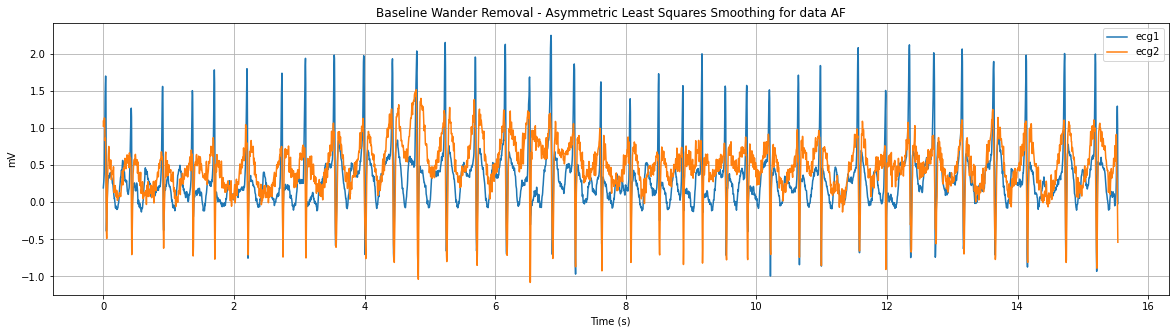 Baseline Wander Removal - Asymmetric Least Squares Smoothing for data AF
ecg1
ecg2
mV
2.0
1.5
1.0
0.5
0.0
−0.5
−1.0
0 2 4 6 8 10 12 14 16
Time (s)